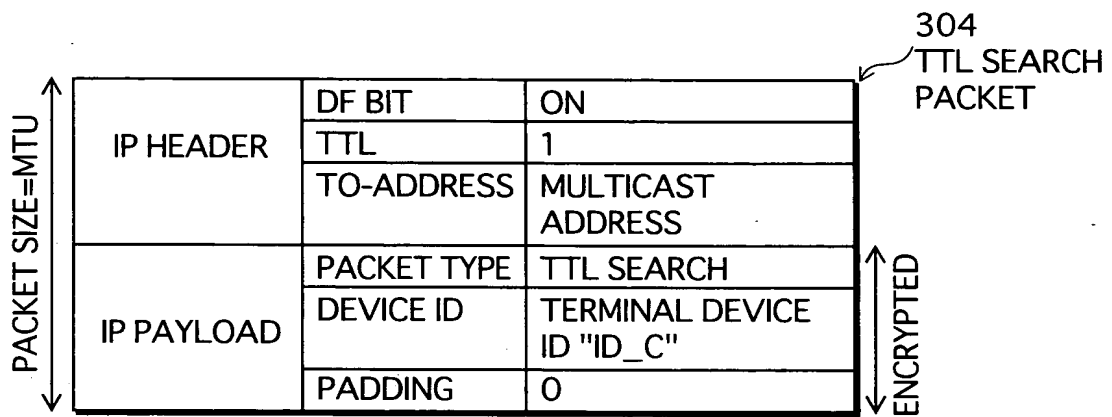 304
TTL SEARCH
PACKET
PACKET SIZE=MTU
IP HEADER
DF BIT
ON
TTL
1
TO-ADDRESS
MULTICAST
ADDRESS
IP PAYLOAD
PACKET TYPE
TTL SEARCH
DEVICE ID
TERMINAL DEVICE
ID "ID_C"
PADDING
0
ENCRYPTED